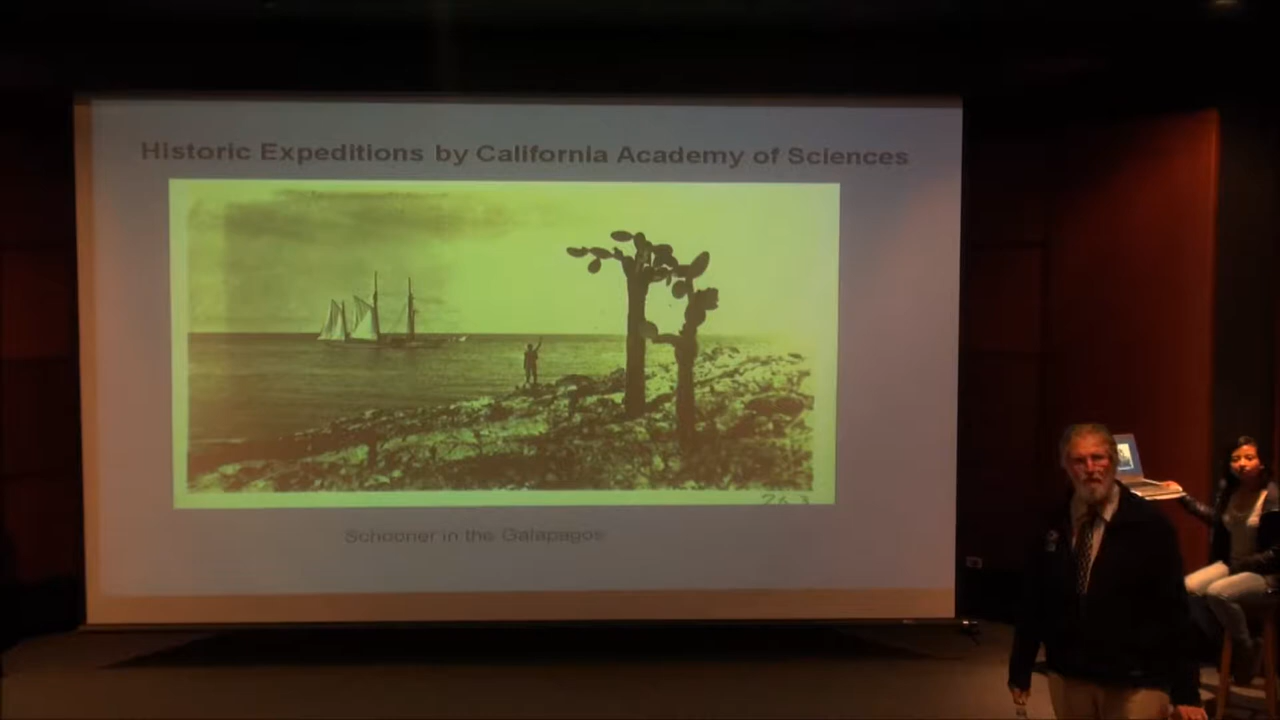 Historic Expeditions by California Academy of Sciences
Schooner in the Galapagos